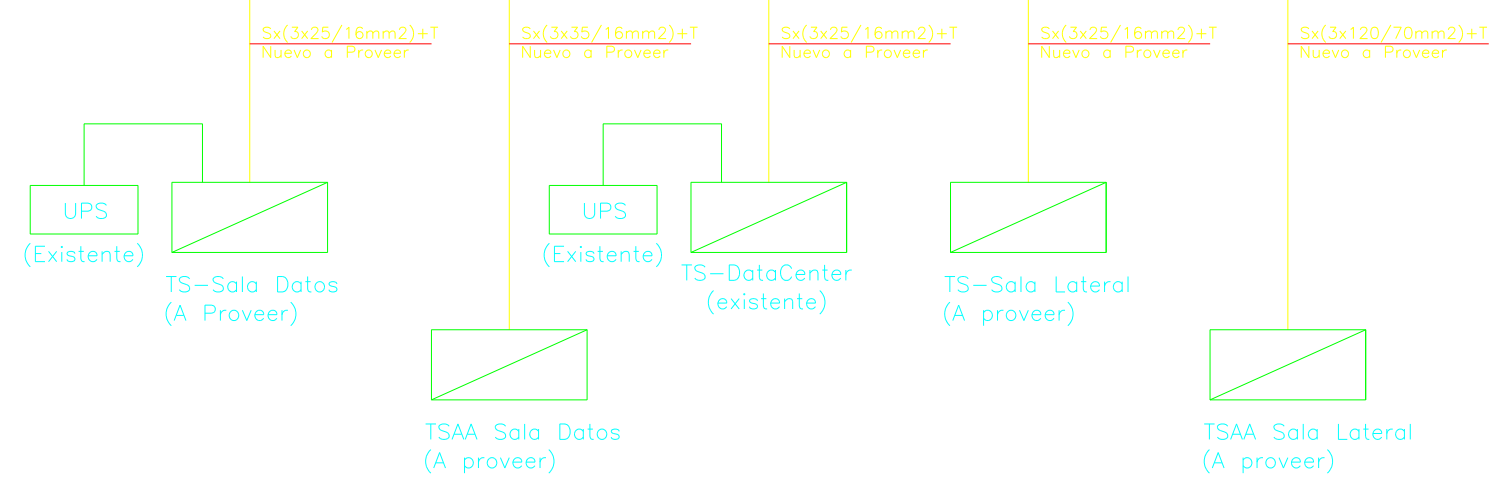 Sx(3x25/16mm2)+T
Nuevo a Proveer
Sx(3x35/16mm2)+T
Nuevo a Proveer
Sx(3x25/16mm2)+T
Nuevo a Proveer
Sx(3x25/16mm2)+T
Nuevo a Proveer
Sx(3x120/70mm2)+T
Nuevo a Proveer
UPS
(Existente)
TS-Sala Datos
(A Proveer)
UPS
(Existente)
TS-DataCenter
(existente)
TS-Sala Lateral
(A proveer)
TSAA Sala Datos
(A proveer)
TSAA Sala Lateral
(A proveer)